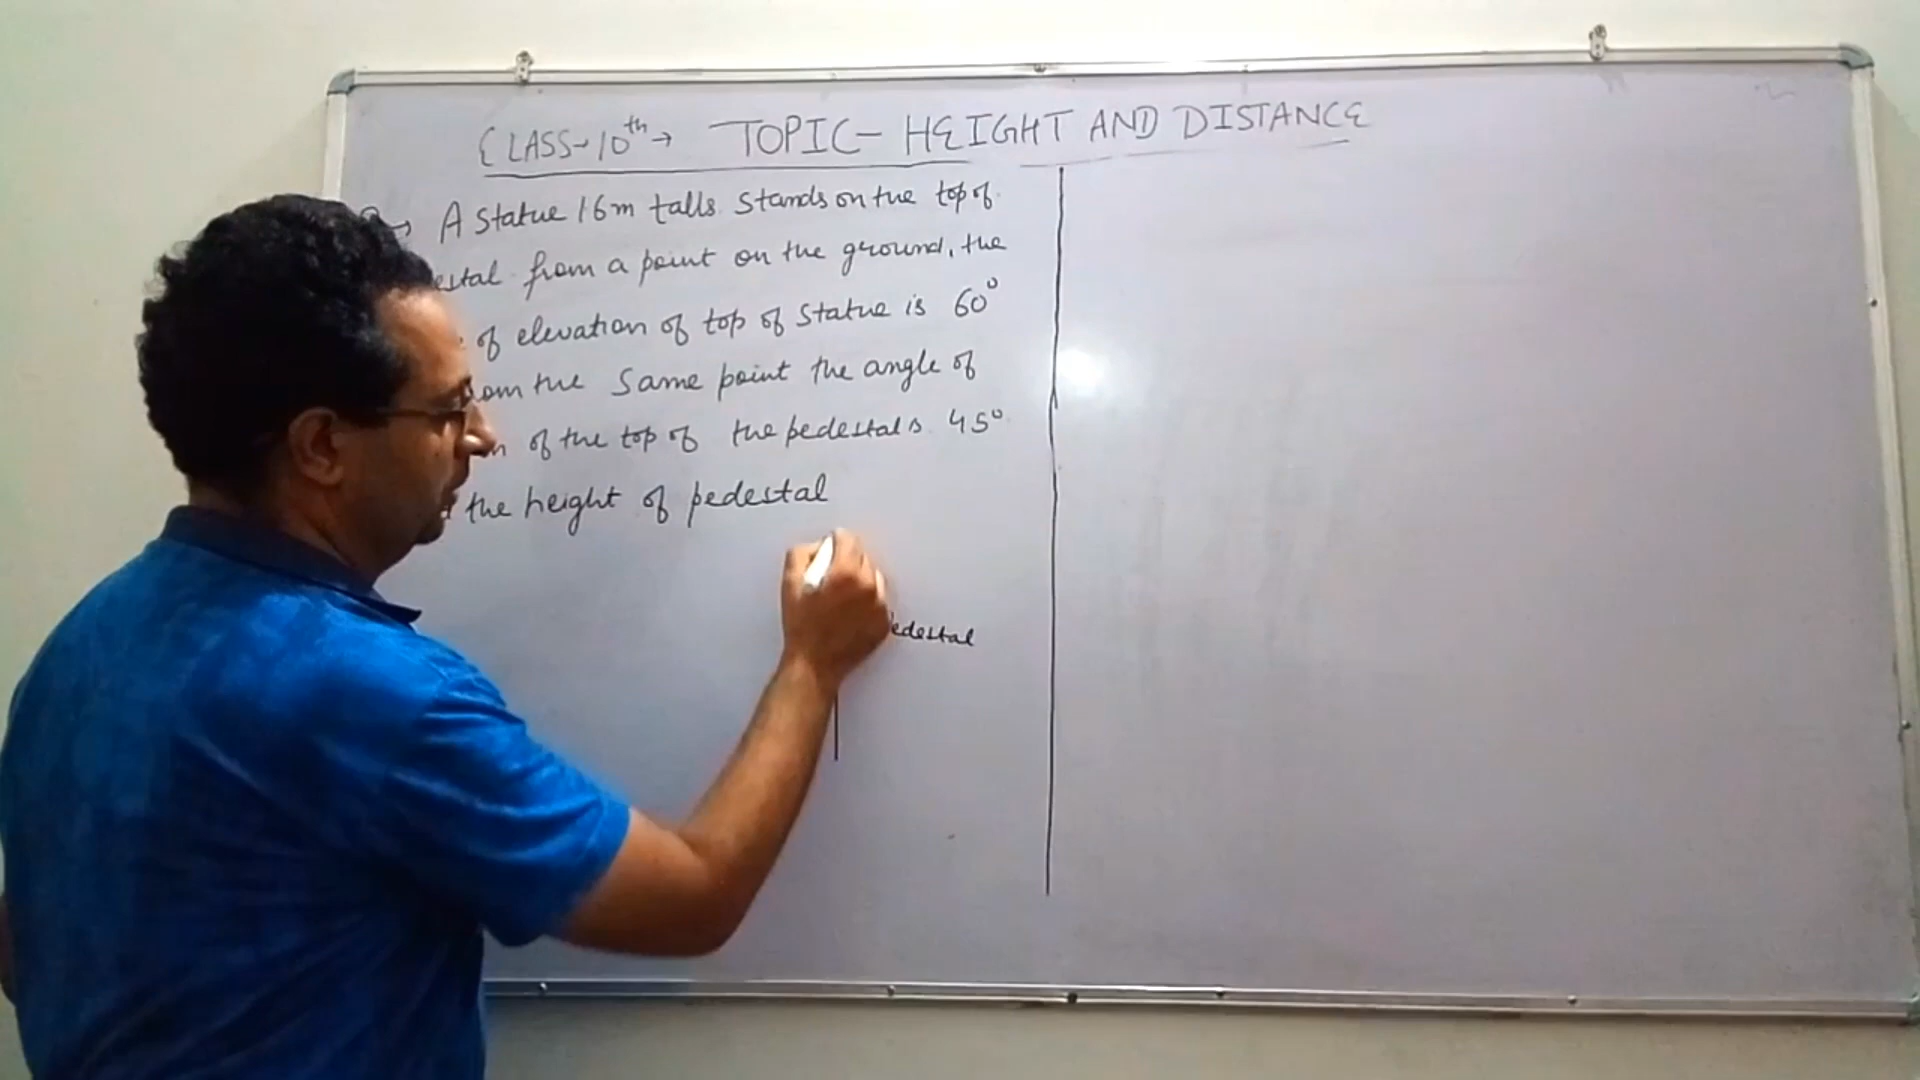 CLASS→10th→ TOPIC- HEIGHT AND DISTANCE
→ A Statue 16m talls Stands on the top of
estal from a point on the ground, the
of elevation of top of Statue is 60°
om the Same point the angle of
n of the top of the pedestal is 45°
the height of pedestal
edestal